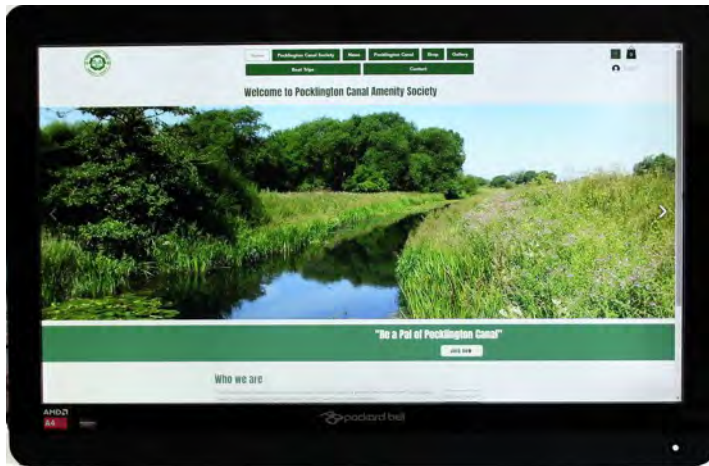 Home Pocklington Canal Society News Pocklington Canal Shop Gallery
Boat Trips Contact
Welcome to Pocklington Canal Amenity Society
"Be a Pal of Pocklington Canal"
JOIN NOW
Who we are
AMD
A4
packard bell